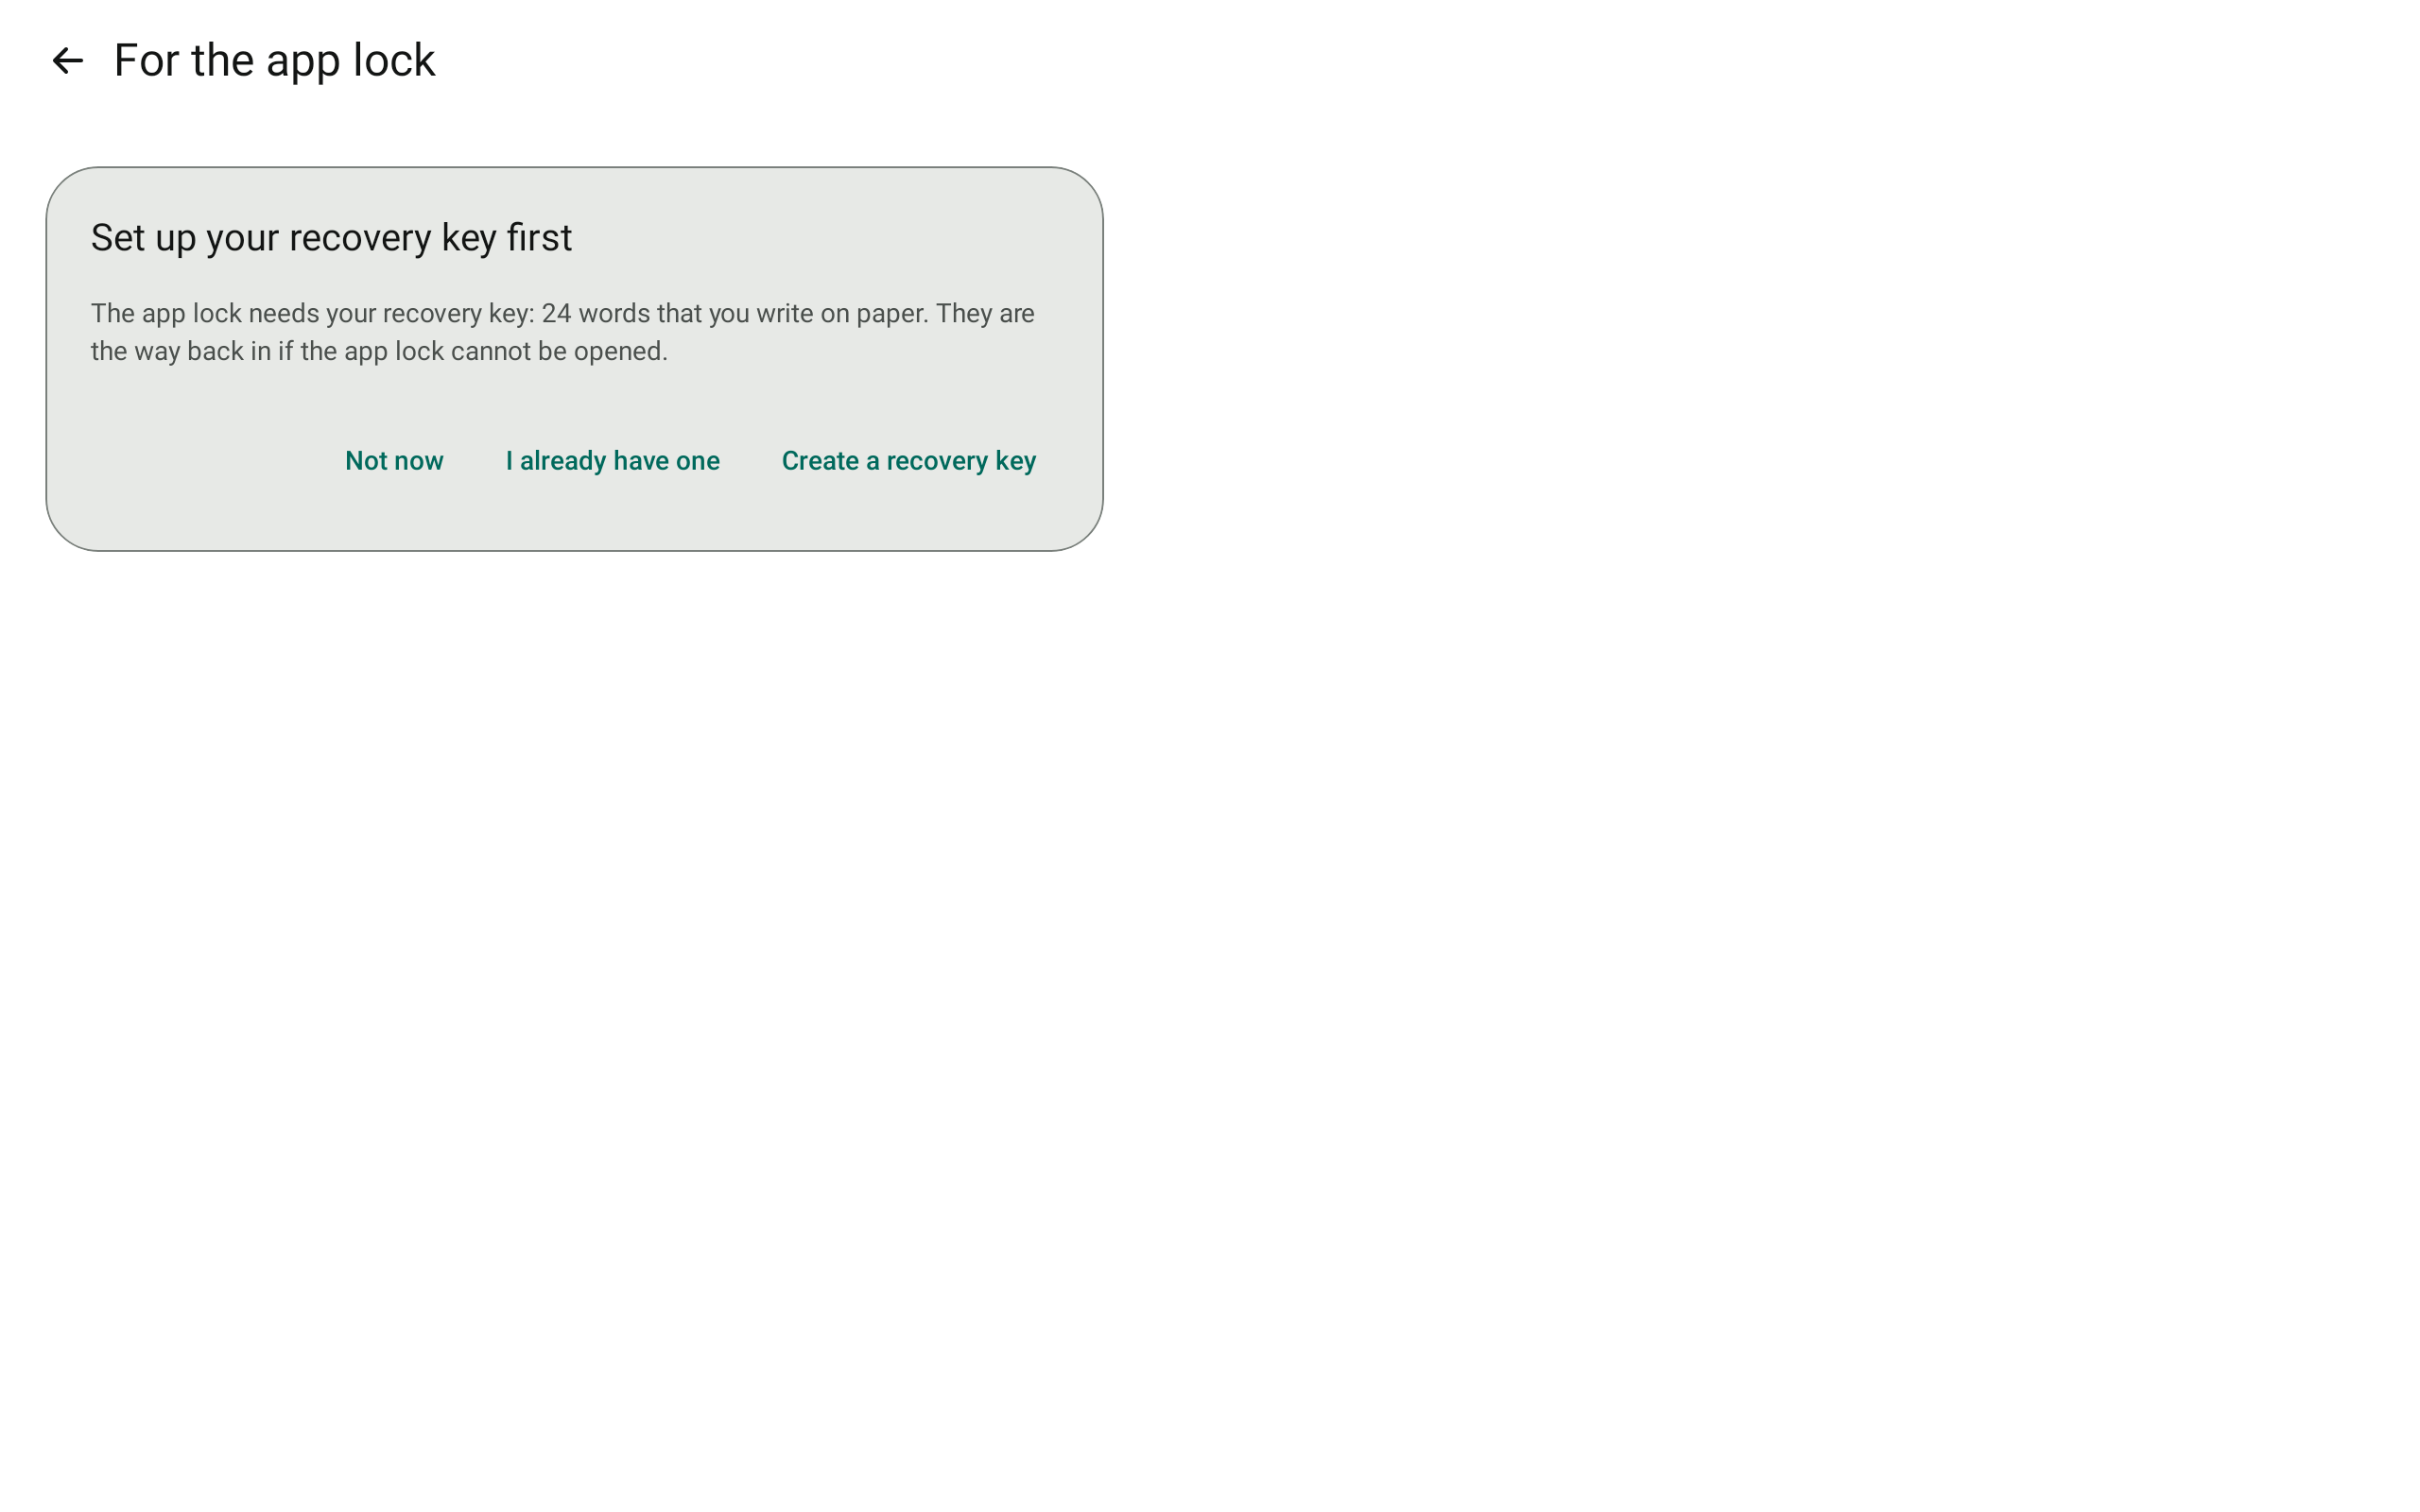 For the app lock
Set up your recovery key first
The app lock needs your recovery key: 24 words that you write on paper. They are
the way back in if the app lock cannot be opened.
Not now
I already have one
Create a recovery key